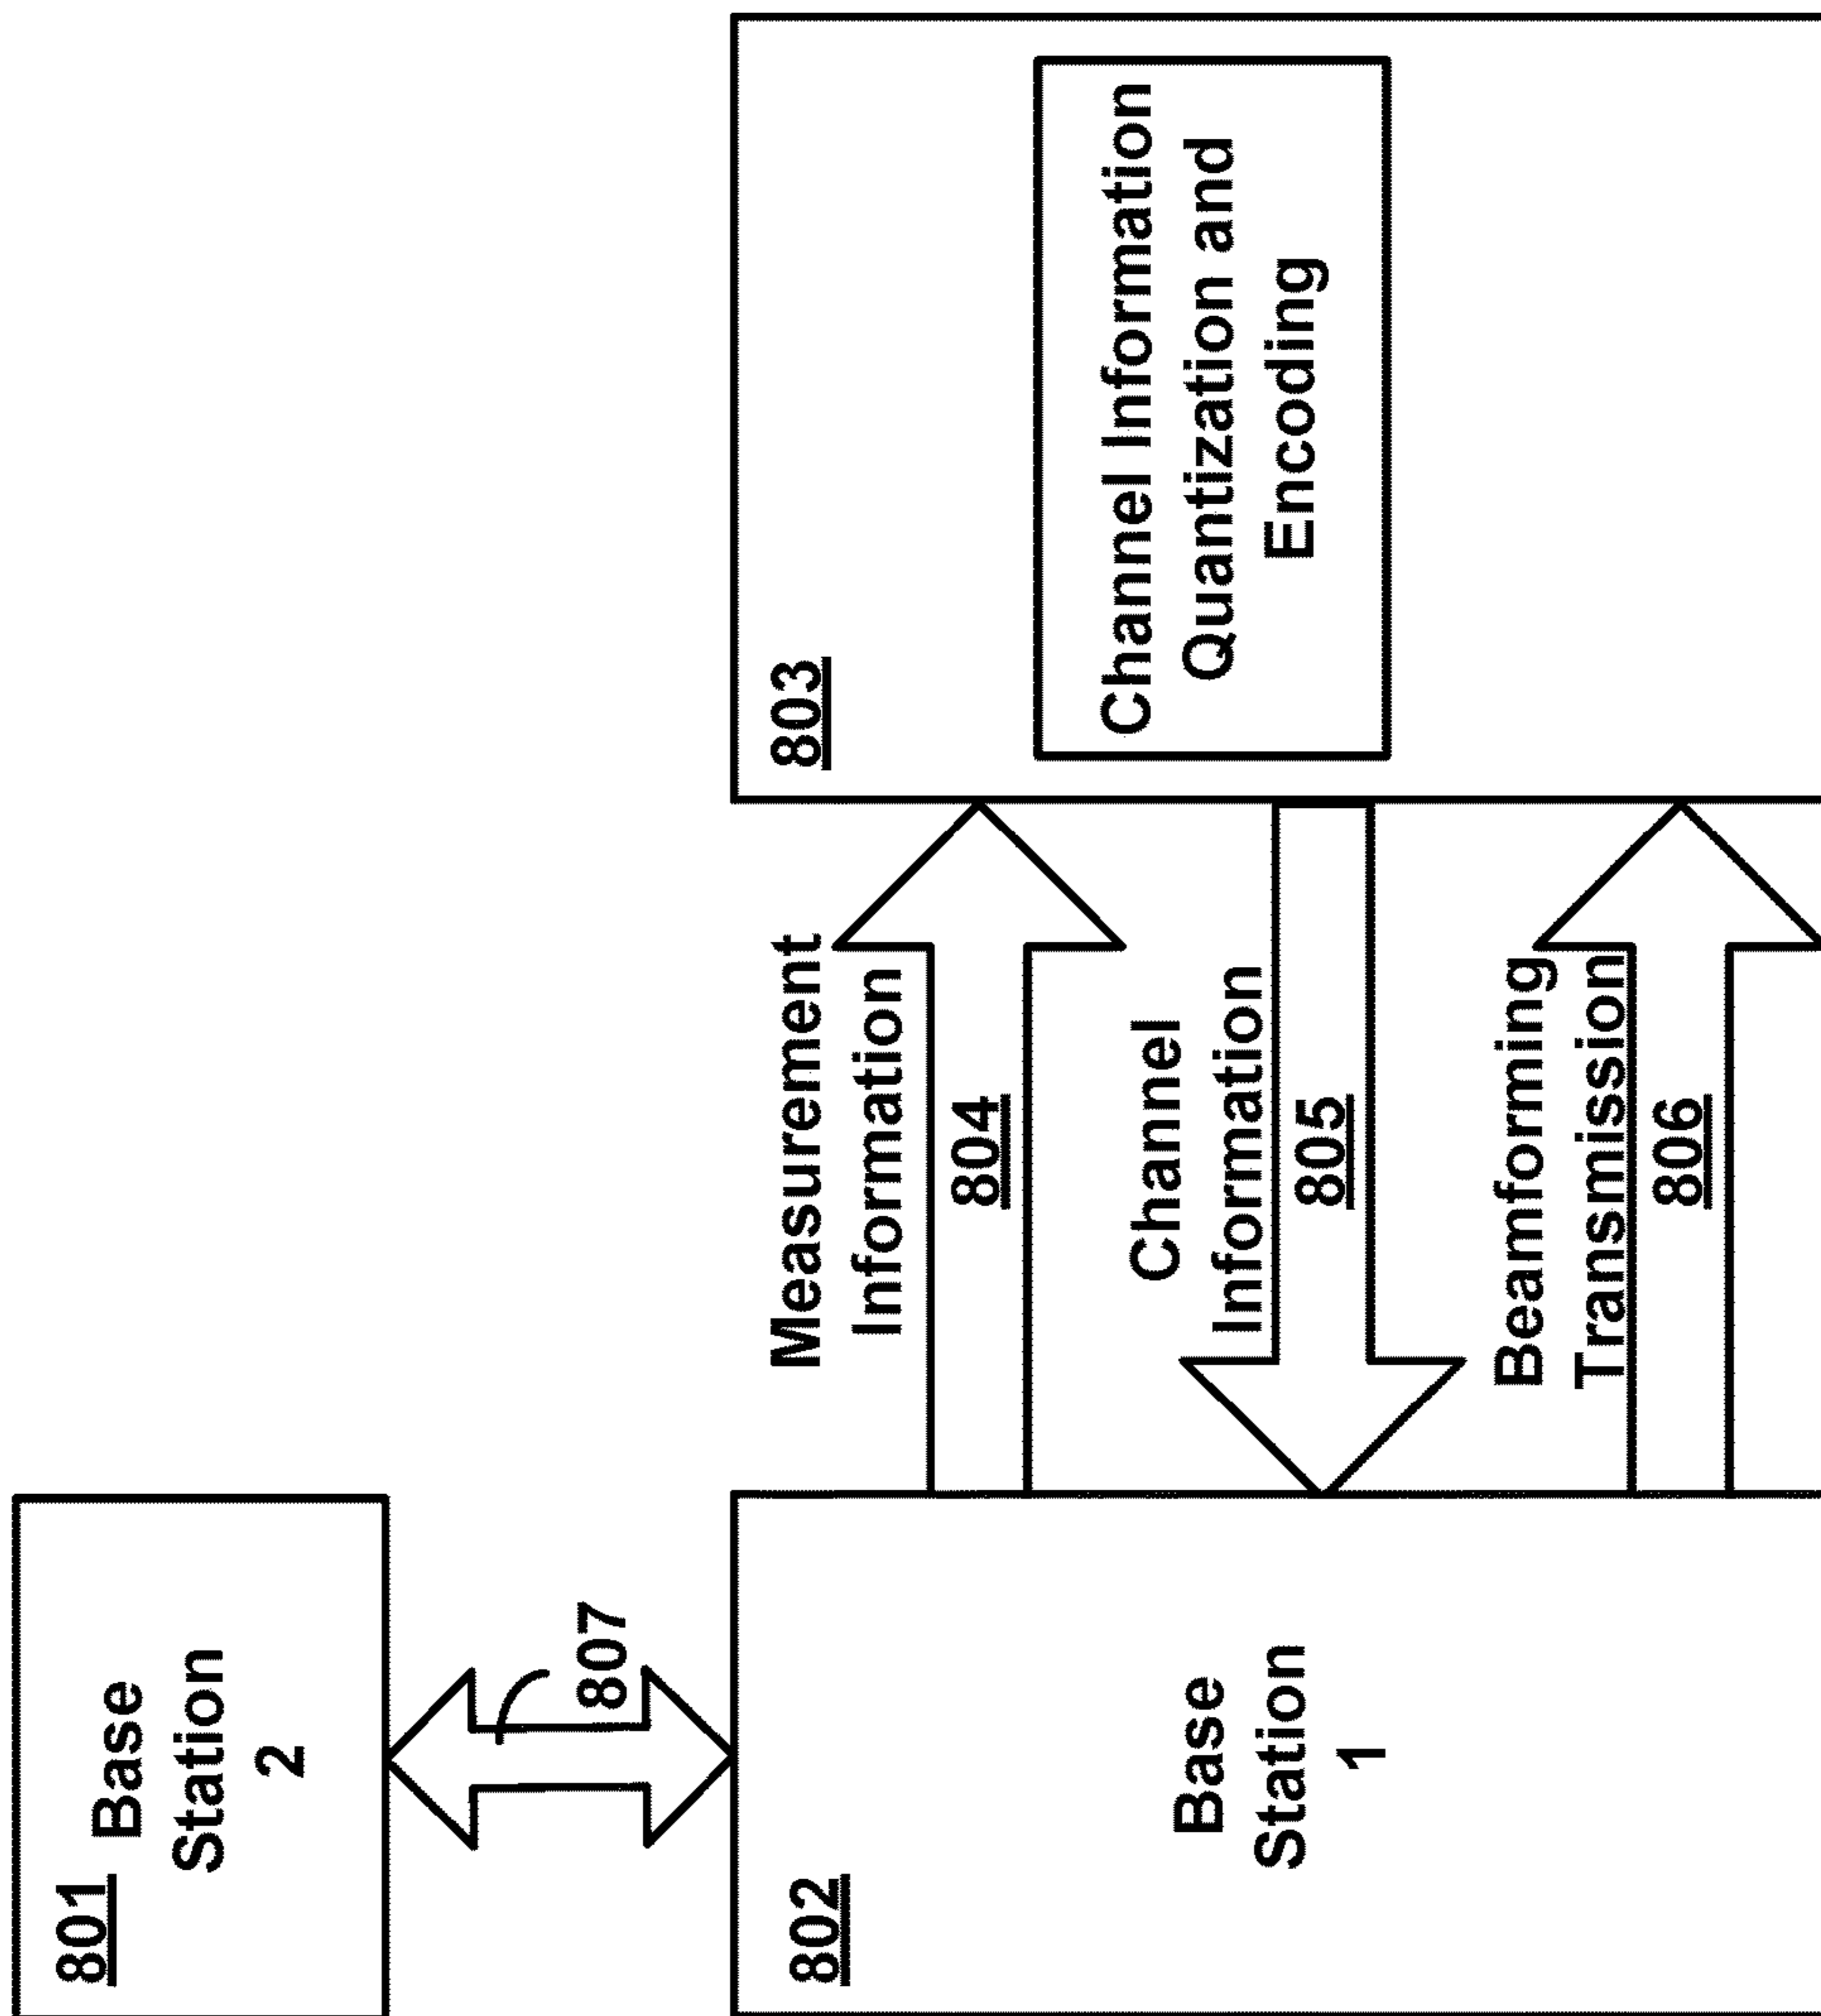 801
Base
Station
2
807
802
Base
Station
1
Measurement
Information
804
Channel
Information
805
Beamforming
Transmission
806
803
Channel Information
Quantization and
Encoding